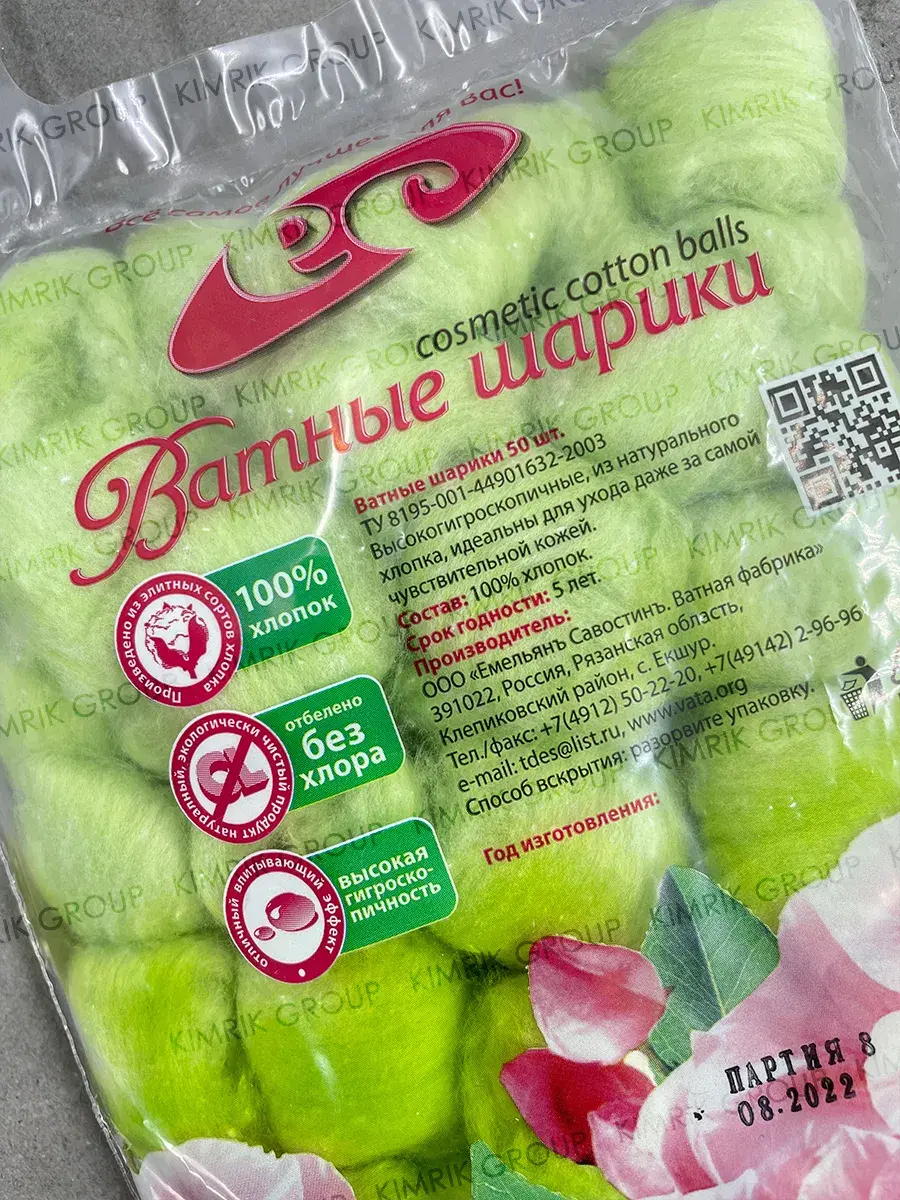 всё самое лучшее для вас!
cosmetic cotton balls
Ватные шарики
Ватные шарики 50 шт.
ТУ 8195-001-44901632-2003
Высокогигроскопичные, из натурального
хлопка, идеальны для ухода даже за самой
чувствительной кожей.
Состав: 100% хлопок.
Срок годности: 5 лет.
Производитель:
ООО «Емельянъ Савостинъ. Ватная фабрика»
391022, Россия, Рязанская область,
Клепиковский район, с. Екшур.
Тел./факс: +7(4912) 50-22-20, +7(49142) 2-96-96
e-mail: tdes@list.ru, www.vata.org
Способ вскрытия: разорвите упаковку.
Год изготовления:
Произведено из элитных сортов хлопка
100%
хлопок
натуральный, экологически чистый продукт
cl
отбелено
без
хлора
отличный впитывающий эффект
высокая
гигроско-
пичность
ПАРТИЯ 8
08.2022
KIMRIK GROUP